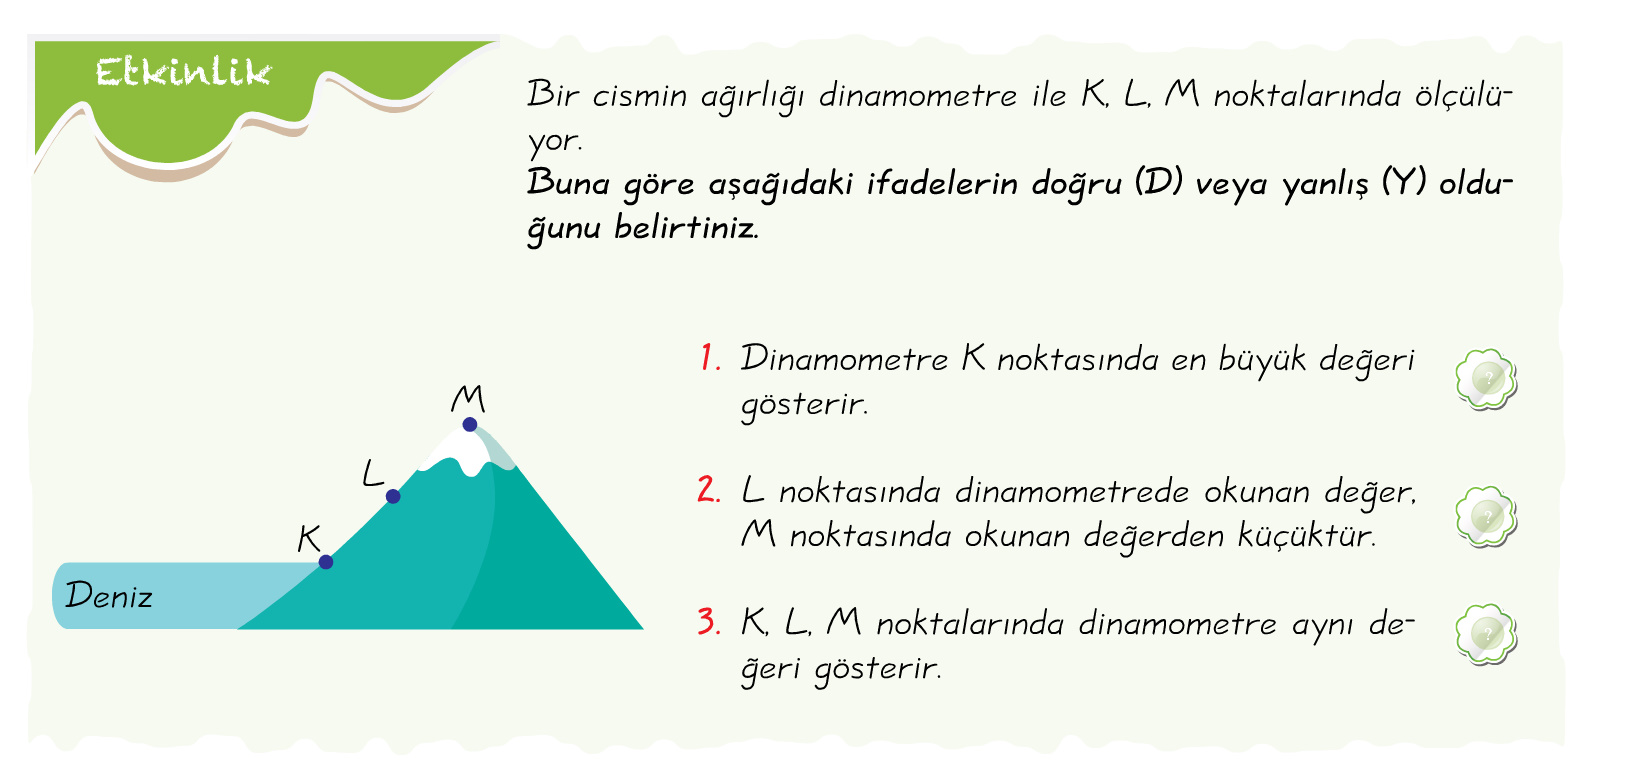 Etkinlik
Bir cismin ağırlığı dinamometre ile K, L, M noktalarında ölçülü-
yor.
Buna göre aşağıdaki ifadelerin doğru (D) veya yanlış (Y) oldu-
ğunu belirtiniz.
1. Dinamometre K noktasında en büyük değeri
gösterir.
?
2. L noktasında dinamometrede okunan değer,
M noktasında okunan değerden küçüktür.
?
3. K, L, M noktalarında dinamometre aynı de-
ğeri gösterir.
?
M
L
K
Deniz